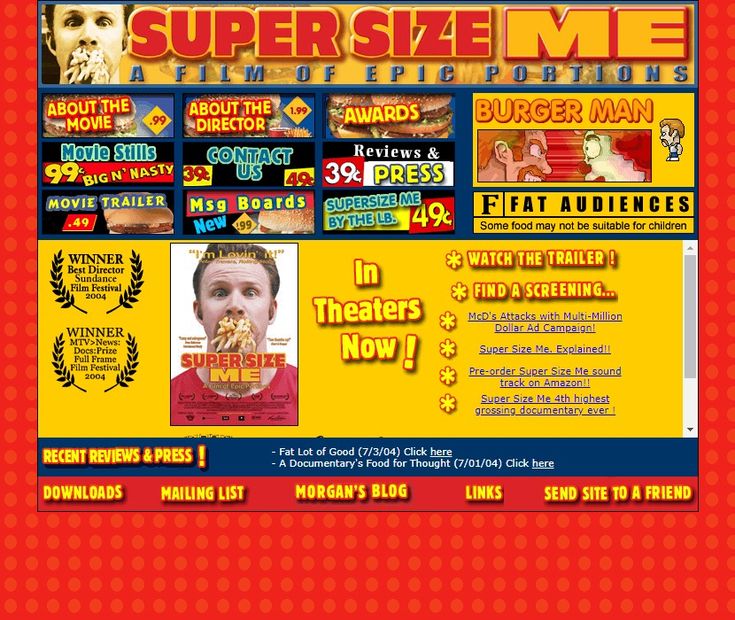 SUPER SIZE ME
A FILM OF EPIC PORTIONS
ABOUT THE
MOVIE
.99
ABOUT THE
DIRECTOR
1.99
AWARDS
Movie Stills
99¢
BIG N' NASTY
CONTACT
US
39¢
49¢
Reviews &
39¢
PRESS
MOVIE TRAILER
.49
Msg Boards
New
.99
SUPERSIZE ME
BY THE LB.
49¢
BURGER MAN
F FAT AUDIENCES
Some food may not be suitable for children
WINNER
Best Director
Sundance
Film Festival
2004
WINNER
MTV>News:
Docs:Prize
Full Frame
Film Festival
2004
"I'm Lovin' It!"
SUPER SIZE
ME
A Film of Epic Portions
In
Theaters
Now !
* WATCH THE TRAILER !
* FIND A SCREENING...
* McD's Attacks with Multi-Million
Dollar Ad Campaign!
* Super Size Me. Explained!!
* Pre-order Super Size Me sound
track on Amazon!!
* Super Size Me 4th highest
grossing documentary ever !
RECENT REVIEWS & PRESS !
- Fat Lot of Good (7/3/04) Click here
- A Documentary's Food for Thought (7/01/04) Click here
DOWNLOADS
MAILING LIST
MORGAN'S BLOG
LINKS
SEND SITE TO A FRIEND